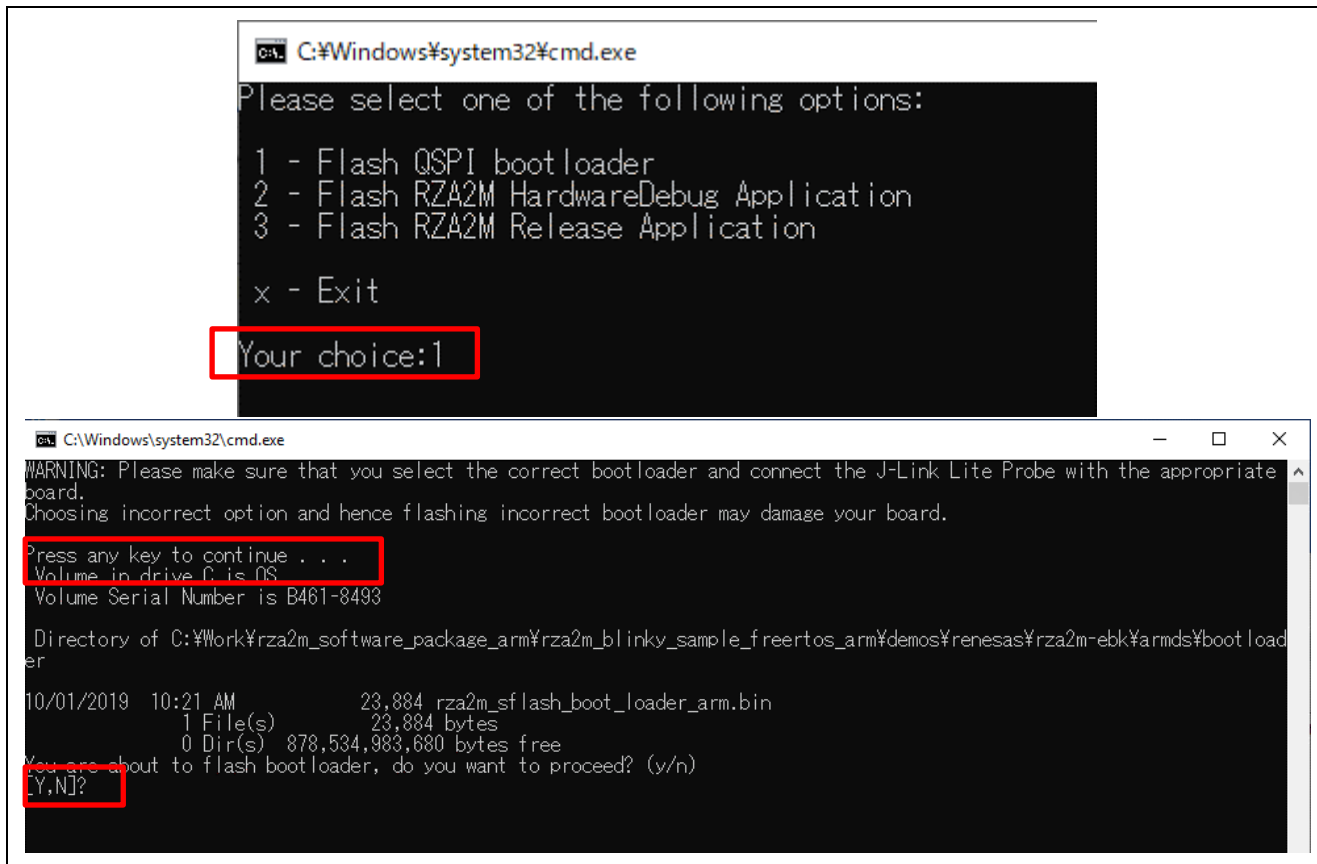 C:¥Windows¥system32¥cmd.exe
Please select one of the following options:
1 - Flash QSPI bootloader
2 - Flash RZA2M HardwareDebug Application
3 - Flash RZA2M Release Application
x - Exit
Your choice:1
C:\Windows\system32\cmd.exe
WARNING: Please make sure that you select the correct bootloader and connect the J-Link Lite Probe with the appropriate
board.
Choosing incorrect option and hence flashing incorrect bootloader may damage your board.
Press any key to continue . . .
Volume in drive C is OS
Volume Serial Number is B461-8493
Directory of C:¥Work¥rza2m_software_package_arm¥rza2m_blinky_sample_freertos_arm¥demos¥renesas¥rza2m-ebk¥armds¥bootload
er
10/01/2019 10:21 AM 23,884 rza2m_sflash_boot_loader_arm.bin
1 File(s) 23,884 bytes
0 Dir(s) 878,534,983,680 bytes free
You are about to flash bootloader, do you want to proceed? (y/n)
[Y,N]?